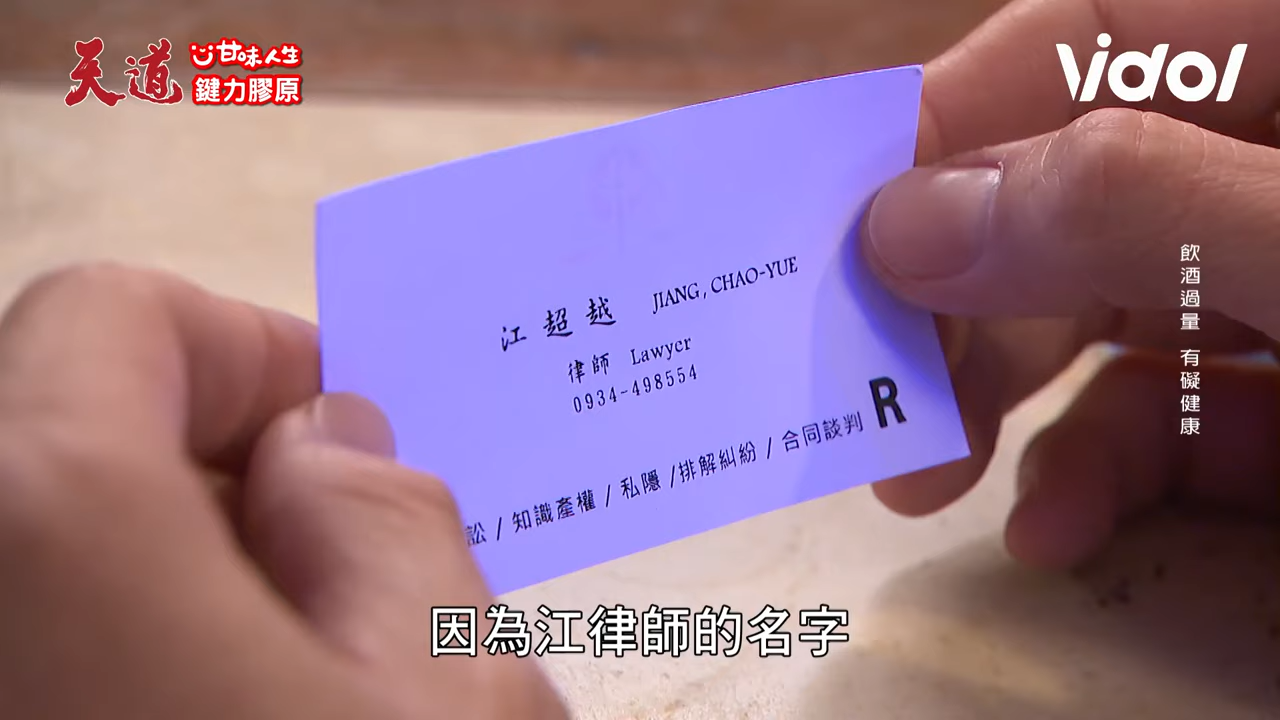 天道
甘味人生
鍵力膠原
Vidol
江超越 JIANG, CHAO-YUE
律師 Lawyer
0934-498554
訟 / 知識產權 / 私隱 / 排解糾紛 / 合同談判 R
飲酒過量 有礙健康
因為江律師的名字